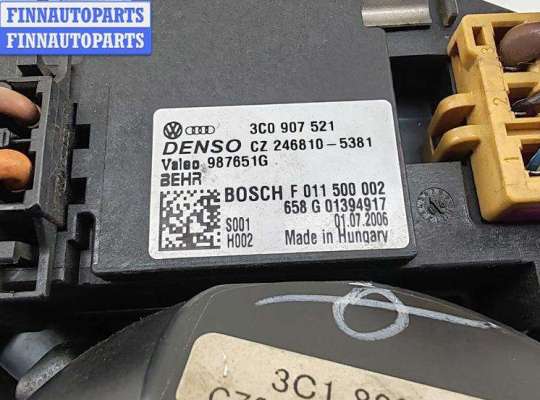 FINNAUTOPARTS
FINNAUTOPARTS
3C0 907 521
DENSO CZ 246810-5381
Valeo 987651G
BEHR
BOSCH F 011 500 002
658 G 01394917
S001 01.07.2006
H002 Made in Hungary
3C1